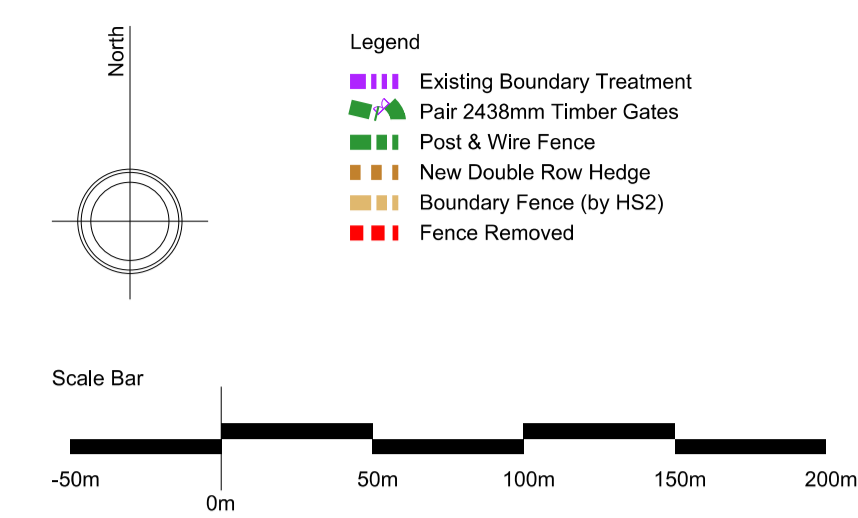 North
Legend
Existing Boundary Treatment
Pair 2438mm Timber Gates
Post & Wire Fence
New Double Row Hedge
Boundary Fence (by HS2)
Fence Removed
Scale Bar
-50m 50m 100m 150m 200m
0m